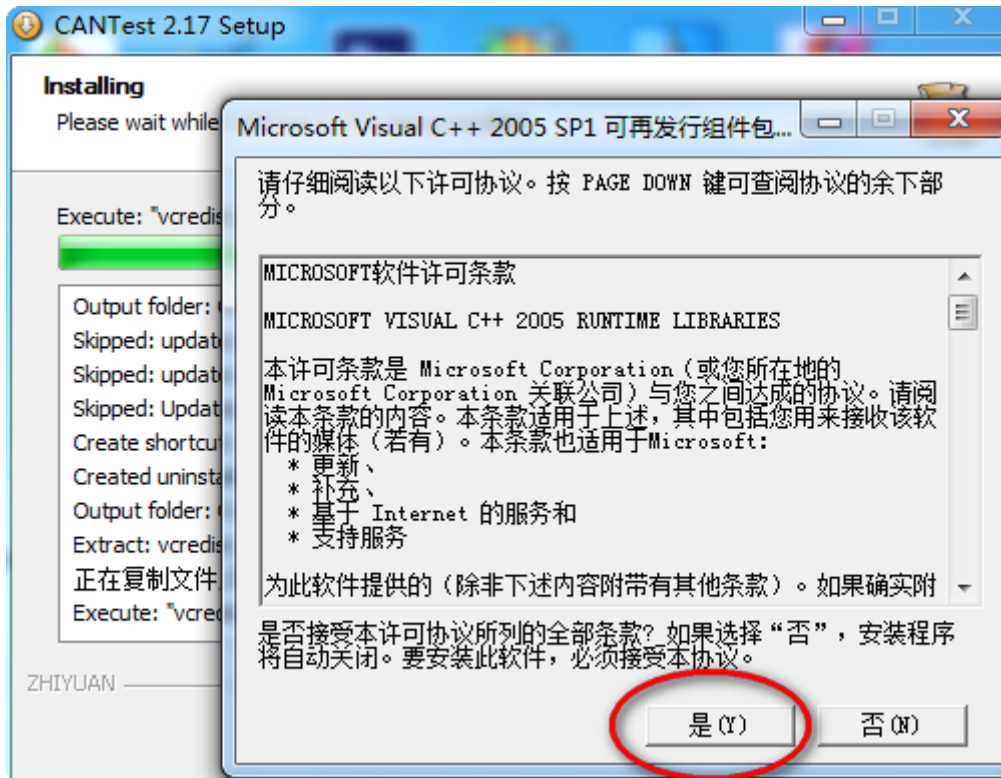 CANTest 2.17 Setup
Installing
Please wait while
Execute: "vcredis
Output folder:
Skipped: updat
Skipped: updat
Skipped: Updat
Create shortcu
Created uninsta
Output folder:
Extract: vcredis
正在复制文件
Execute: "vcred
ZHIYUAN
Microsoft Visual C++ 2005 SP1 可再发行组件包...
请仔细阅读以下许可协议。按 PAGE DOWN 键可查阅协议的余下部
分。
MICROSOFT软件许可条款
MICROSOFT VISUAL C++ 2005 RUNTIME LIBRARIES
本许可条款是 Microsoft Corporation（或您所在地的
Microsoft Corporation 关联公司）与您之间达成的协议。请阅
读本条款的内容。本条款适用于上述，其中包括您用来接收该软
件的媒体（若有）。本条款也适用于Microsoft:
* 更新、
* 补充、
* 基于 Internet 的服务和
* 支持服务
为此软件提供的（除非下述内容附带有其他条款）。如果确实附
是否接受本许可协议所列的全部条款? 如果选择“否”，安装程序
将自动关闭。要安装此软件，必须接受本协议。
是(Y)
否(N)